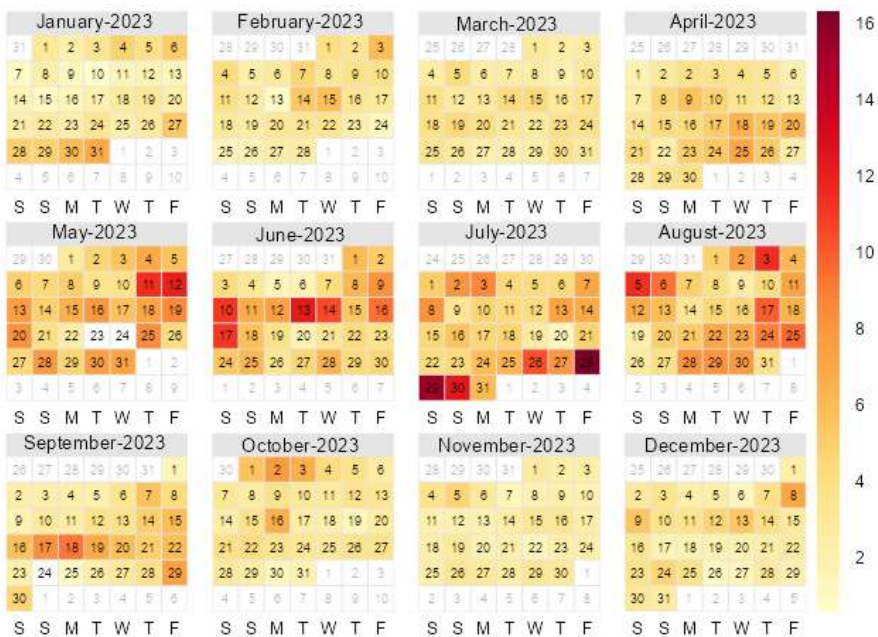 January-2023
31 1 2 3 4 5 6
7 8 9 10 11 12 13
14 15 16 17 18 19 20
21 22 23 24 25 26 27
28 29 30 31 1 2 3
4 5 6 7 8 9 10
S S M T W T F
February-2023
28 29 30 31 1 2 3
4 5 6 7 8 9 10
11 12 13 14 15 16 17
18 19 20 21 22 23 24
25 26 27 28 1 2 3
4 5 6 7 8 9 10
S S M T W T F
March-2023
25 26 27 28 1 2 3
4 5 6 7 8 9 10
11 12 13 14 15 16 17
18 19 20 21 22 23 24
25 26 27 28 29 30 31
1 2 3 4 5 6 7
S S M T W T F
April-2023
25 26 27 28 29 30 31
1 2 2 3 4 5 6
7 8 9 10 11 12 13
14 15 16 17 18 19 20
21 22 23 24 25 26 27
28 29 30 1 2 3 4
S S M T W T F
May-2023
29 30 1 2 3 4 5
6 7 8 9 10 11 12
13 14 15 16 17 18 19
20 21 22 23 24 25 26
27 28 29 30 31 1 2
3 4 5 6 7 8 9
S S M T W T F
June-2023
27 28 29 30 31 1 2
3 4 5 6 7 8 9
10 11 12 13 14 15 16
17 18 19 20 21 22 23
24 25 26 27 28 29 30
1 2 3 4 5 6 7
S S M T W T F
July-2023
24 25 26 27 28 29 30
1 2 3 4 5 6 7
8 9 10 11 12 13 14
15 16 17 18 19 20 21
22 23 24 25 26 27 28
29 30 31 1 2 3 4
S S M T W T F
August-2023
29 30 31 1 2 3 4
5 6 7 8 9 10 11
12 13 14 15 16 17 18
19 20 21 22 23 24 25
26 27 28 29 30 31 1
2 3 4 5 6 7 8
S S M T W T F
September-2023
26 27 28 29 30 31 1
2 3 4 5 6 7 8
9 10 11 12 13 14 15
16 17 18 19 20 21 22
23 24 25 26 27 28 29
30 1 2 3 4 5 6
S S M T W T F
October-2023
30 1 2 3 4 5 6
7 8 9 10 11 12 13
14 15 16 17 18 19 20
21 22 23 24 25 26 27
28 29 30 31 1 2 3
4 5 6 7 8 9 10
S S M T W T F
November-2023
28 29 30 31 1 2 3
4 5 6 7 8 9 10
11 12 13 14 15 16 17
18 19 20 21 22 23 24
25 26 27 28 29 30 1
2 3 4 5 6 7 8
S S M T W T F
December-2023
25 26 27 28 29 30 1
2 3 4 5 6 7 8
9 10 11 12 13 14 15
16 17 18 19 20 21 22
23 24 25 26 27 28 29
30 31 1 2 3 4 5
S S M T W T F
16
14
12
10
8
6
4
2